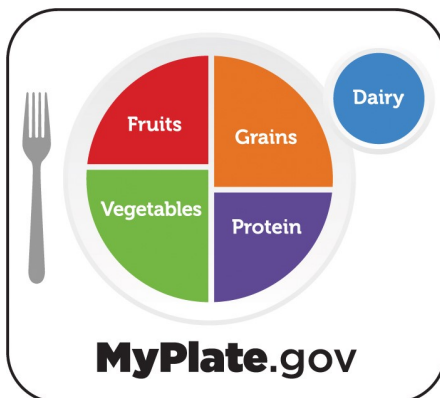 Dairy
Fruits
Grains
Vegetables
Protein
MyPlate.gov